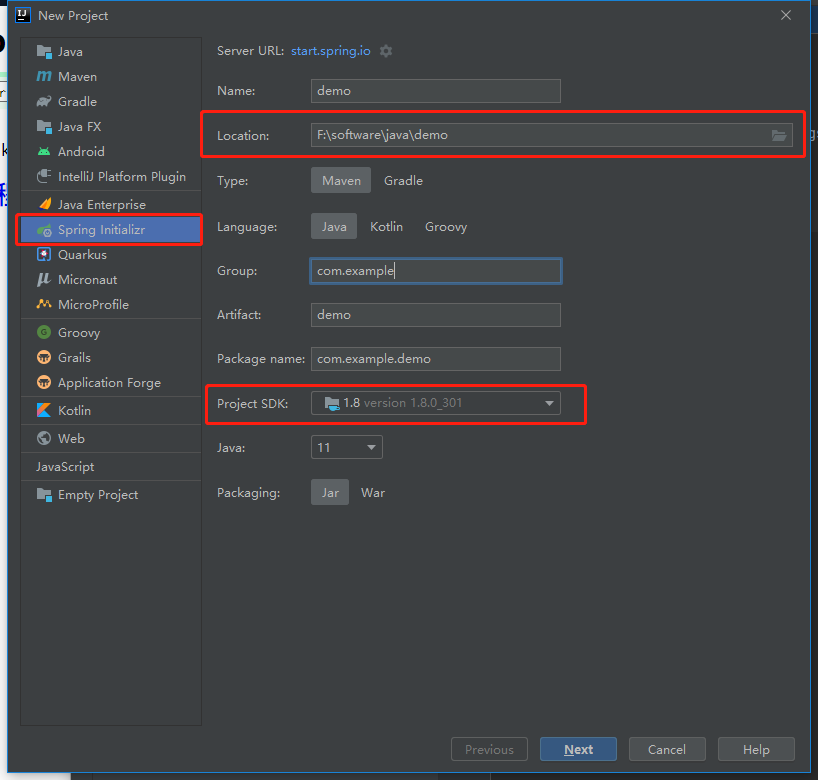 New Project
Java
Maven
Gradle
Java FX
Android
IntelliJ Platform Plugin
Java Enterprise
Spring Initializr
Quarkus
Micronaut
MicroProfile
Groovy
Grails
Application Forge
Kotlin
Web
JavaScript
Empty Project
Server URL: start.spring.io
Name: demo
Location: F:\software\java\demo
Type: Maven Gradle
Language: Java Kotlin Groovy
Group: com.example
Artifact: demo
Package name: com.example.demo
Project SDK: 1.8 version 1.8.0_301
Java: 11
Packaging: Jar War
Previous Next Cancel Help